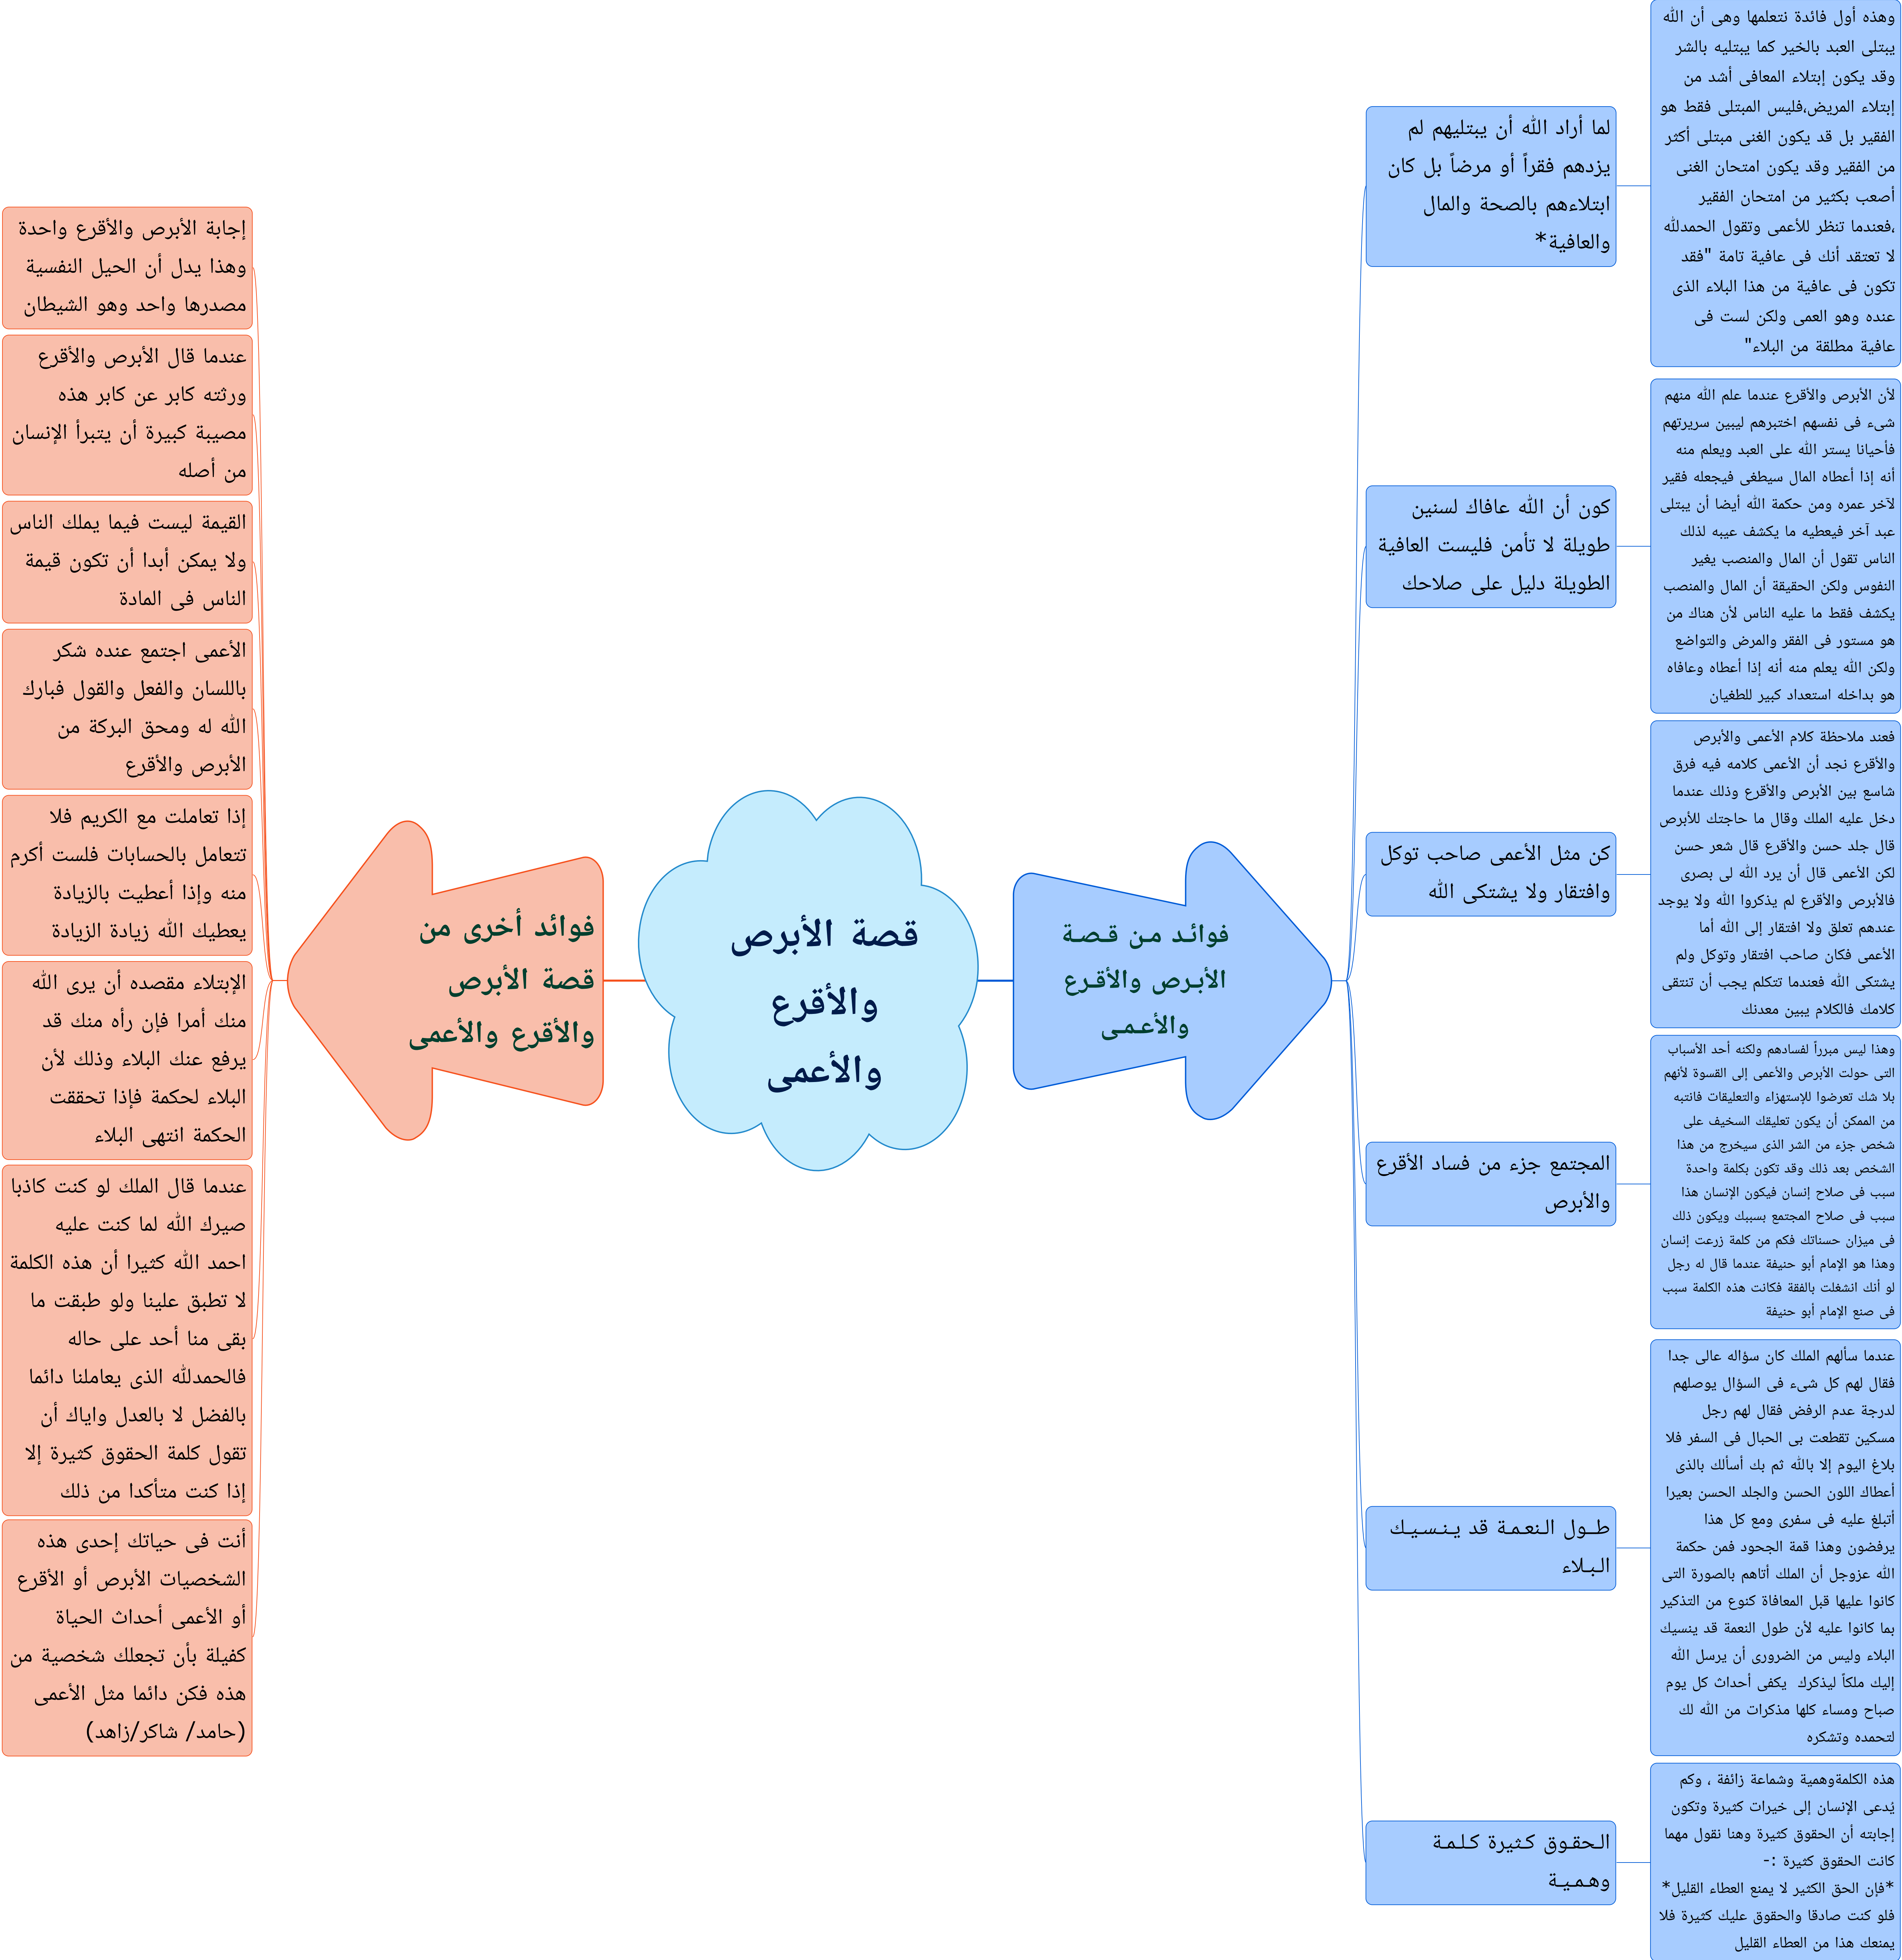 قصة الأبرص
والأقرع
والأعمى
فوائد من قصة
الأبرص والأقرع
والأعمى
لما أراد الله أن يبتليهم لم
يزدهم فقراً أو مرضاً بل كان
ابتلاءهم بالصحة والمال
والعافية*
وهذه أول فائدة نتعلمها وهى أن الله
يبتلى العبد بالخير كما يبتليه بالشر
وقد يكون إبتلاء المعافى أشد من
إبتلاء المريض،فليس المبتلى فقط هو
الفقير بل قد يكون الغنى مبتلى أكثر
من الفقير وقد يكون امتحان الغنى
أصعب بكثير من امتحان الفقير
،فعندما تنظر للأعمى وتقول الحمدلله
لا تعتقد أنك فى عافية تامة "فقد
تكون فى عافية من هذا البلاء الذى
عنده وهو العمى ولكن لست فى
عافية مطلقة من البلاء"
كون أن الله عافاك لسنين
طويلة لا تأمن فليست العافية
الطويلة دليل على صلاحك
لأن الأبرص والأقرع عندما علم الله منهم
شىء فى نفسهم اختبرهم ليبين سريرتهم
فأحيانا يستر الله على العبد ويعلم منه
أنه إذا أعطاه المال سيطغى فيجعله فقير
لآخر عمره ومن حكمة الله أيضا أن يبتلى
عبد آخر فيعطيه ما يكشف عيبه لذلك
الناس تقول أن المال والمنصب يغير
النفوس ولكن الحقيقة أن المال والمنصب
يكشف فقط ما عليه الناس لأن هناك من
هو مستور فى الفقر والمرض والتواضع
ولكن الله يعلم منه أنه إذا أعطاه وعافاه
هو بداخله استعداد كبير للطغيان
كن مثل الأعمى صاحب توكل
وافتقار ولا يشتكى الله
فعند ملاحظة كلام الأعمى والأبرص
والأقرع نجد أن الأعمى كلامه فيه فرق
شاسع بين الأبرص والأقرع وذلك عندما
دخل عليه الملك وقال ما حاجتك للأبرص
قال جلد حسن والأقرع قال شعر حسن
لكن الأعمى قال أن يرد الله لى بصرى
فالأبرص والأقرع لم يذكروا الله ولا يوجد
عندهم تعلق ولا افتقار إلى الله أما
الأعمى فكان صاحب افتقار وتوكل ولم
يشتكى الله فعندما تتكلم يجب أن تنتقى
كلامك فالكلام يبين معدنك
المجتمع جزء من فساد الأقرع
والأبرص
وهذا ليس مبرراً لفسادهم ولكنه أحد الأسباب
التى حولت الأبرص والأعمى إلى القسوة لأنهم
بلا شك تعرضوا للإستهزاء والتعليقات فانتبه
من الممكن أن يكون تعليقك السخيف على
شخص جزء من الشر الذى سيخرج من هذا
الشخص بعد ذلك وقد تكون بكلمة واحدة
سبب فى صلاح إنسان فيكون الإنسان هذا
سبب فى صلاح المجتمع بسببك ويكون ذلك
فى ميزان حسناتك فكم من كلمة زرعت إنسان
وهذا هو الإمام أبو حنيفة عندما قال له رجل
لو أنك انشغلت بالفقة فكانت هذه الكلمة سبب
فى صنع الإمام أبو حنيفة
طول النعمة قد ينسيك
البلاء
عندما سألهم الملك كان سؤاله عالى جدا
فقال لهم كل شىء فى السؤال يوصلهم
لدرجة عدم الرفض فقال لهم رجل
مسكين تقطعت بى الحبال فى السفر فلا
بلاغ اليوم إلا بالله ثم بك أسألك بالذى
أعطاك اللون الحسن والجلد الحسن بعيرا
أتبلغ عليه فى سفرى ومع كل هذا
يرفضون وهذا قمة الجحود فمن حكمة
الله عزوجل أن الملك أتاهم بالصورة التى
كانوا عليها قبل المعافاة كنوع من التذكير
بما كانوا عليه لأن طول النعمة قد ينسيك
البلاء وليس من الضرورى أن يرسل الله
إليك ملكاً ليذكرك يكفى أحداث كل يوم
صباح ومساء كلها مذكرات من الله لك
لتحمده وتشكره
الحقوق كثيرة كلمة
وهمية
هذه الكلمةوهمية وشماعة زائفة ، وكم
يُدعى الإنسان إلى خيرات كثيرة وتكون
إجابته أن الحقوق كثيرة وهنا نقول مهما
كانت الحقوق كثيرة :-
*فإن الحق الكثير لا يمنع العطاء القليل*
فلو كنت صادقا والحقوق عليك كثيرة فلا
يمنعك هذا من العطاء القليل
فوائد أخرى من
قصة الأبرص
والأقرع والأعمى
إجابة الأبرص والأقرع واحدة
وهذا يدل أن الحيل النفسية
مصدرها واحد وهو الشيطان
عندما قال الأبرص والأقرع
ورثته كابر عن كابر هذه
مصيبة كبيرة أن يتبرأ الإنسان
من أصله
القيمة ليست فيما يملك الناس
ولا يمكن أبدا أن تكون قيمة
الناس فى المادة
الأعمى اجتمع عنده شكر
باللسان والفعل والقول فبارك
الله له ومحق البركة من
الأبرص والأقرع
إذا تعاملت مع الكريم فلا
تتعامل بالحسابات فلست أكرم
منه وإذا أعطيت بالزيادة
يعطيك الله زيادة الزيادة
الإبتلاء مقصده أن يرى الله
منك أمرا فإن رأه منك قد
يرفع عنك البلاء وذلك لأن
البلاء لحكمة فإذا تحققت
الحكمة انتهى البلاء
عندما قال الملك لو كنت كاذبا
صيرك الله لما كنت عليه
احمد الله كثيرا أن هذه الكلمة
لا تطبق علينا ولو طبقت ما
بقى منا أحد على حاله
فالحمدلله الذى يعاملنا دائما
بالفضل لا بالعدل واياك أن
تقول كلمة الحقوق كثيرة إلا
إذا كنت متأكدا من ذلك
أنت فى حياتك إحدى هذه
الشخصيات الأبرص أو الأقرع
أو الأعمى أحداث الحياة
كفيلة بأن تجعلك شخصية من
هذه فكن دائما مثل الأعمى
(حامد/ شاكر/زاهد)